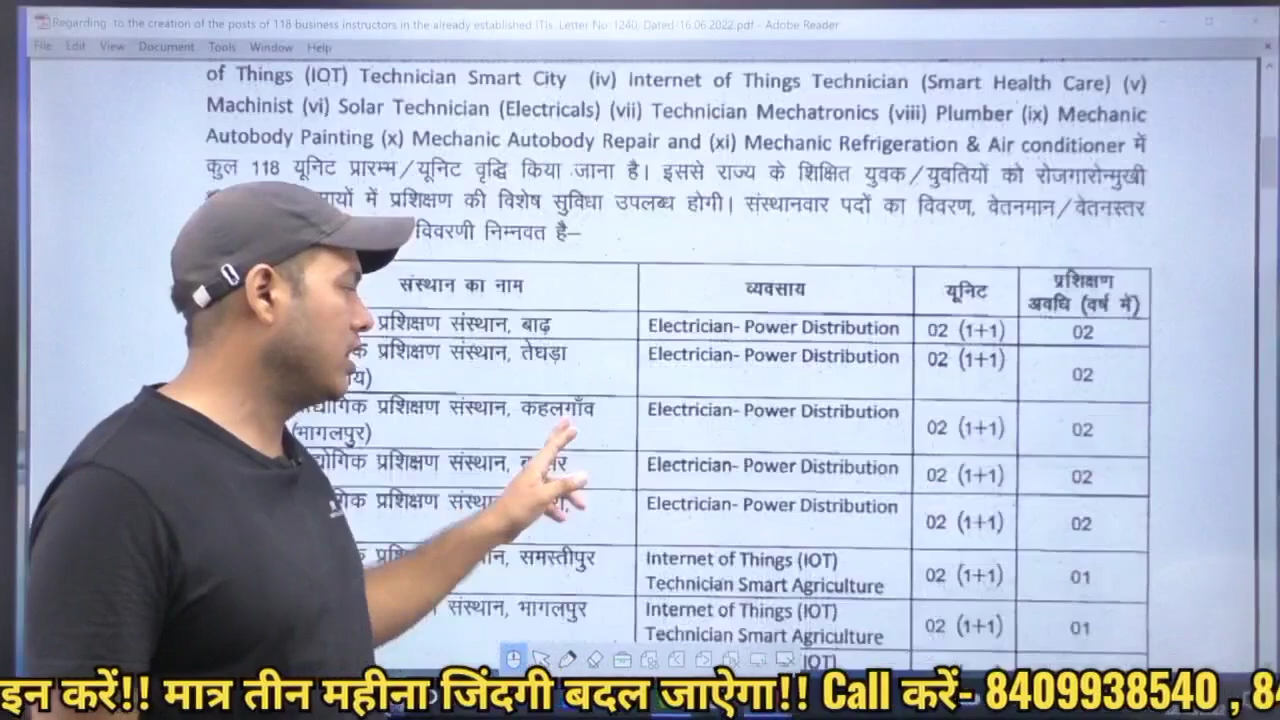 Regarding to the creation of the posts of 118 business instructors in the already established ITIs. Letter No. 1240, Dated-16.06.2022.pdf - Adobe Reader
File Edit View Document Tools Window Help
of Things (IOT) Technician Smart City (iv) Internet of Things Technician (Smart Health Care) (v)
Machinist (vi) Solar Technician (Electricals) (vii) Technician Mechatronics (viii) Plumber (ix) Mechanic
Autobody Painting (x) Mechanic Autobody Repair and (xi) Mechanic Refrigeration & Air conditioner में
कुल 118 यूनिट प्रारम्भ/यूनिट वृद्धि किया जाना है। इससे राज्य के शिक्षित युवक/युवतियों को रोजगारोन्मुखी
में प्रशिक्षण की विशेष सुविधा उपलब्ध होगी। संस्थानवार पदों का विवरण, वेतनमान/वेतनस्तर
विवरणी निम्नवत है–
संस्थान का नाम व्यवसाय यूनिट प्रशिक्षण अवधि (वर्ष में)
प्रशिक्षण संस्थान, बाढ़ Electrician- Power Distribution 02 (1+1) 02
प्रशिक्षण संस्थान, तेघड़ा Electrician- Power Distribution 02 (1+1) 02
प्रशिक्षण संस्थान, कहलगाँव Electrician- Power Distribution 02 (1+1) 02
(भागलपुर)
प्रशिक्षण संस्थान, Electrician- Power Distribution 02 (1+1) 02
प्रशिक्षण Electrician- Power Distribution 02 (1+1) 02
समस्तीपुर Internet of Things (IOT) 02 (1+1) 01
Technician Smart Agriculture
संस्थान, भागलपुर Internet of Things (IOT) 02 (1+1) 01
Technician Smart Agriculture
करें!! मात्र तीन महीना जिंदगी बदल जाऐगा!! Call करें- 8409938540 ,